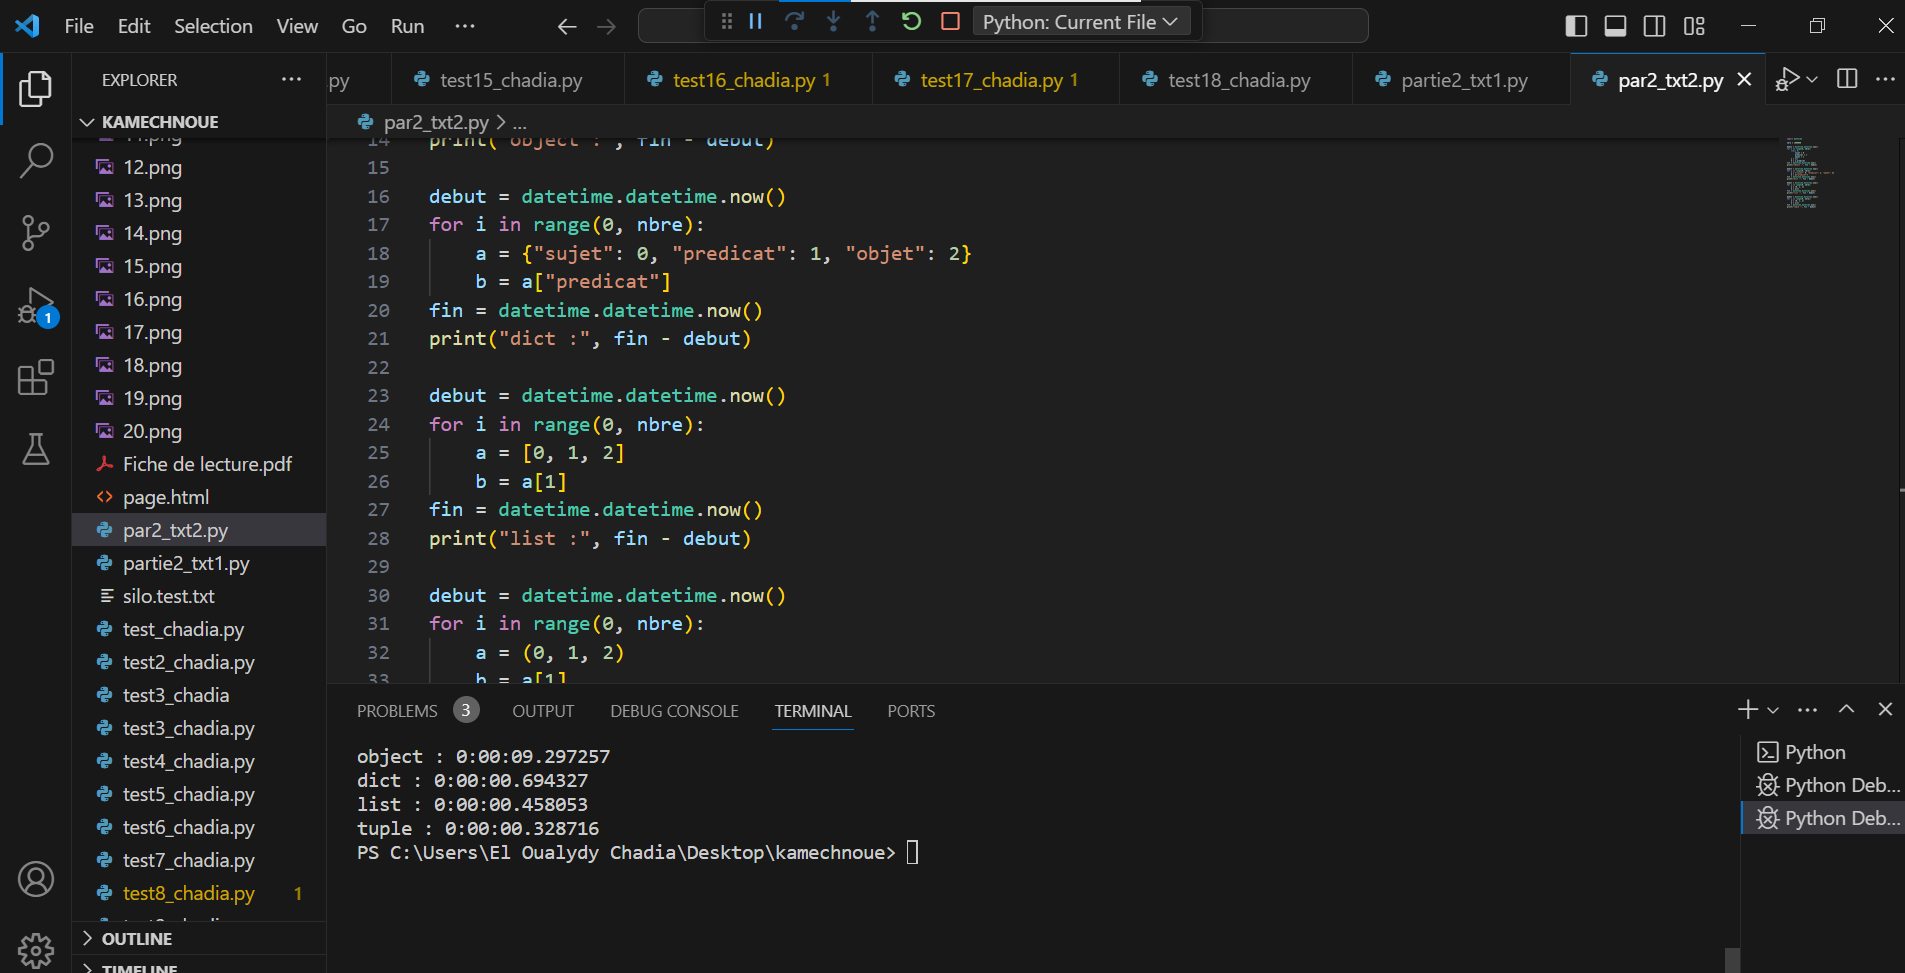 File Edit Selection View Go Run ···
Python: Current File
EXPLORER ···
py
test15_chadia.py
test16_chadia.py 1
test17_chadia.py 1
test18_chadia.py
partie2_txt1.py
par2_txt2.py
KAMECHNOUE
11.png
12.png
13.png
14.png
15.png
16.png
17.png
18.png
19.png
20.png
Fiche de lecture.pdf
page.html
par2_txt2.py
partie2_txt1.py
silo.test.txt
test_chadia.py
test2_chadia.py
test3_chadia
test3_chadia.py
test4_chadia.py
test5_chadia.py
test6_chadia.py
test7_chadia.py
test8_chadia.py 1
OUTLINE
TIMELINE
1
par2_txt2.py > ...
14 print("object :", fin - debut)
15
16 debut = datetime.datetime.now()
17 for i in range(0, nbre):
18 a = {"sujet": 0, "predicat": 1, "objet": 2}
19 b = a["predicat"]
20 fin = datetime.datetime.now()
21 print("dict :", fin - debut)
22
23 debut = datetime.datetime.now()
24 for i in range(0, nbre):
25 a = [0, 1, 2]
26 b = a[1]
27 fin = datetime.datetime.now()
28 print("list :", fin - debut)
29
30 debut = datetime.datetime.now()
31 for i in range(0, nbre):
32 a = (0, 1, 2)
33 b = a[1]
PROBLEMS 3 OUTPUT DEBUG CONSOLE TERMINAL PORTS
object : 0:00:09.297257
dict : 0:00:00.694327
list : 0:00:00.458053
tuple : 0:00:00.328716
PS C:\Users\El Oualydy Chadia\Desktop\kamechnoue>
Python
Python Deb...
Python Deb...